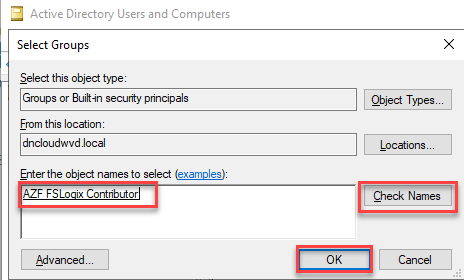 Active Directory Users and Computers
Select Groups
Select this object type:
Groups or Built-in security principals
Object Types...
From this location:
dncloudwvd.local
Locations...
Enter the object names to select (examples):
AZF FSLogix Contributor
Check Names
Advanced...
OK
Cancel